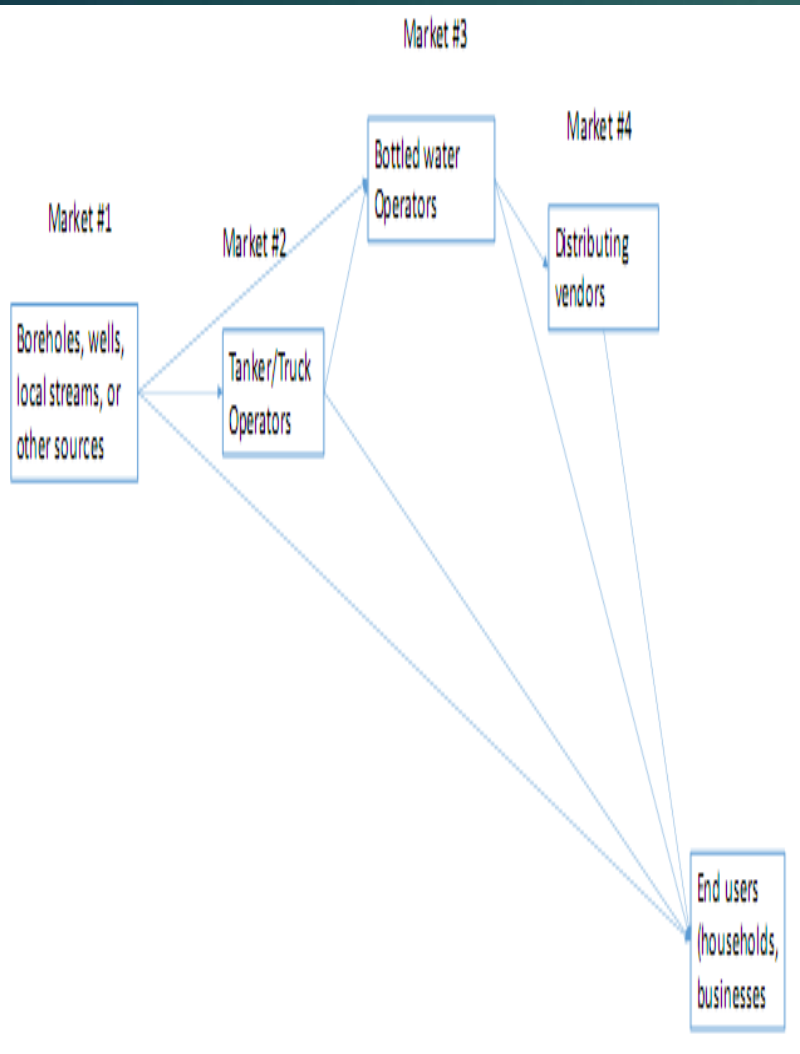 Market #3
Market #4
Bottled water
Operators
Market #1
Market #2
Distributing
vendors
Boreholes, wells,
local streams, or
other sources
Tanker/Truck
Operators
End users
(households,
businesses